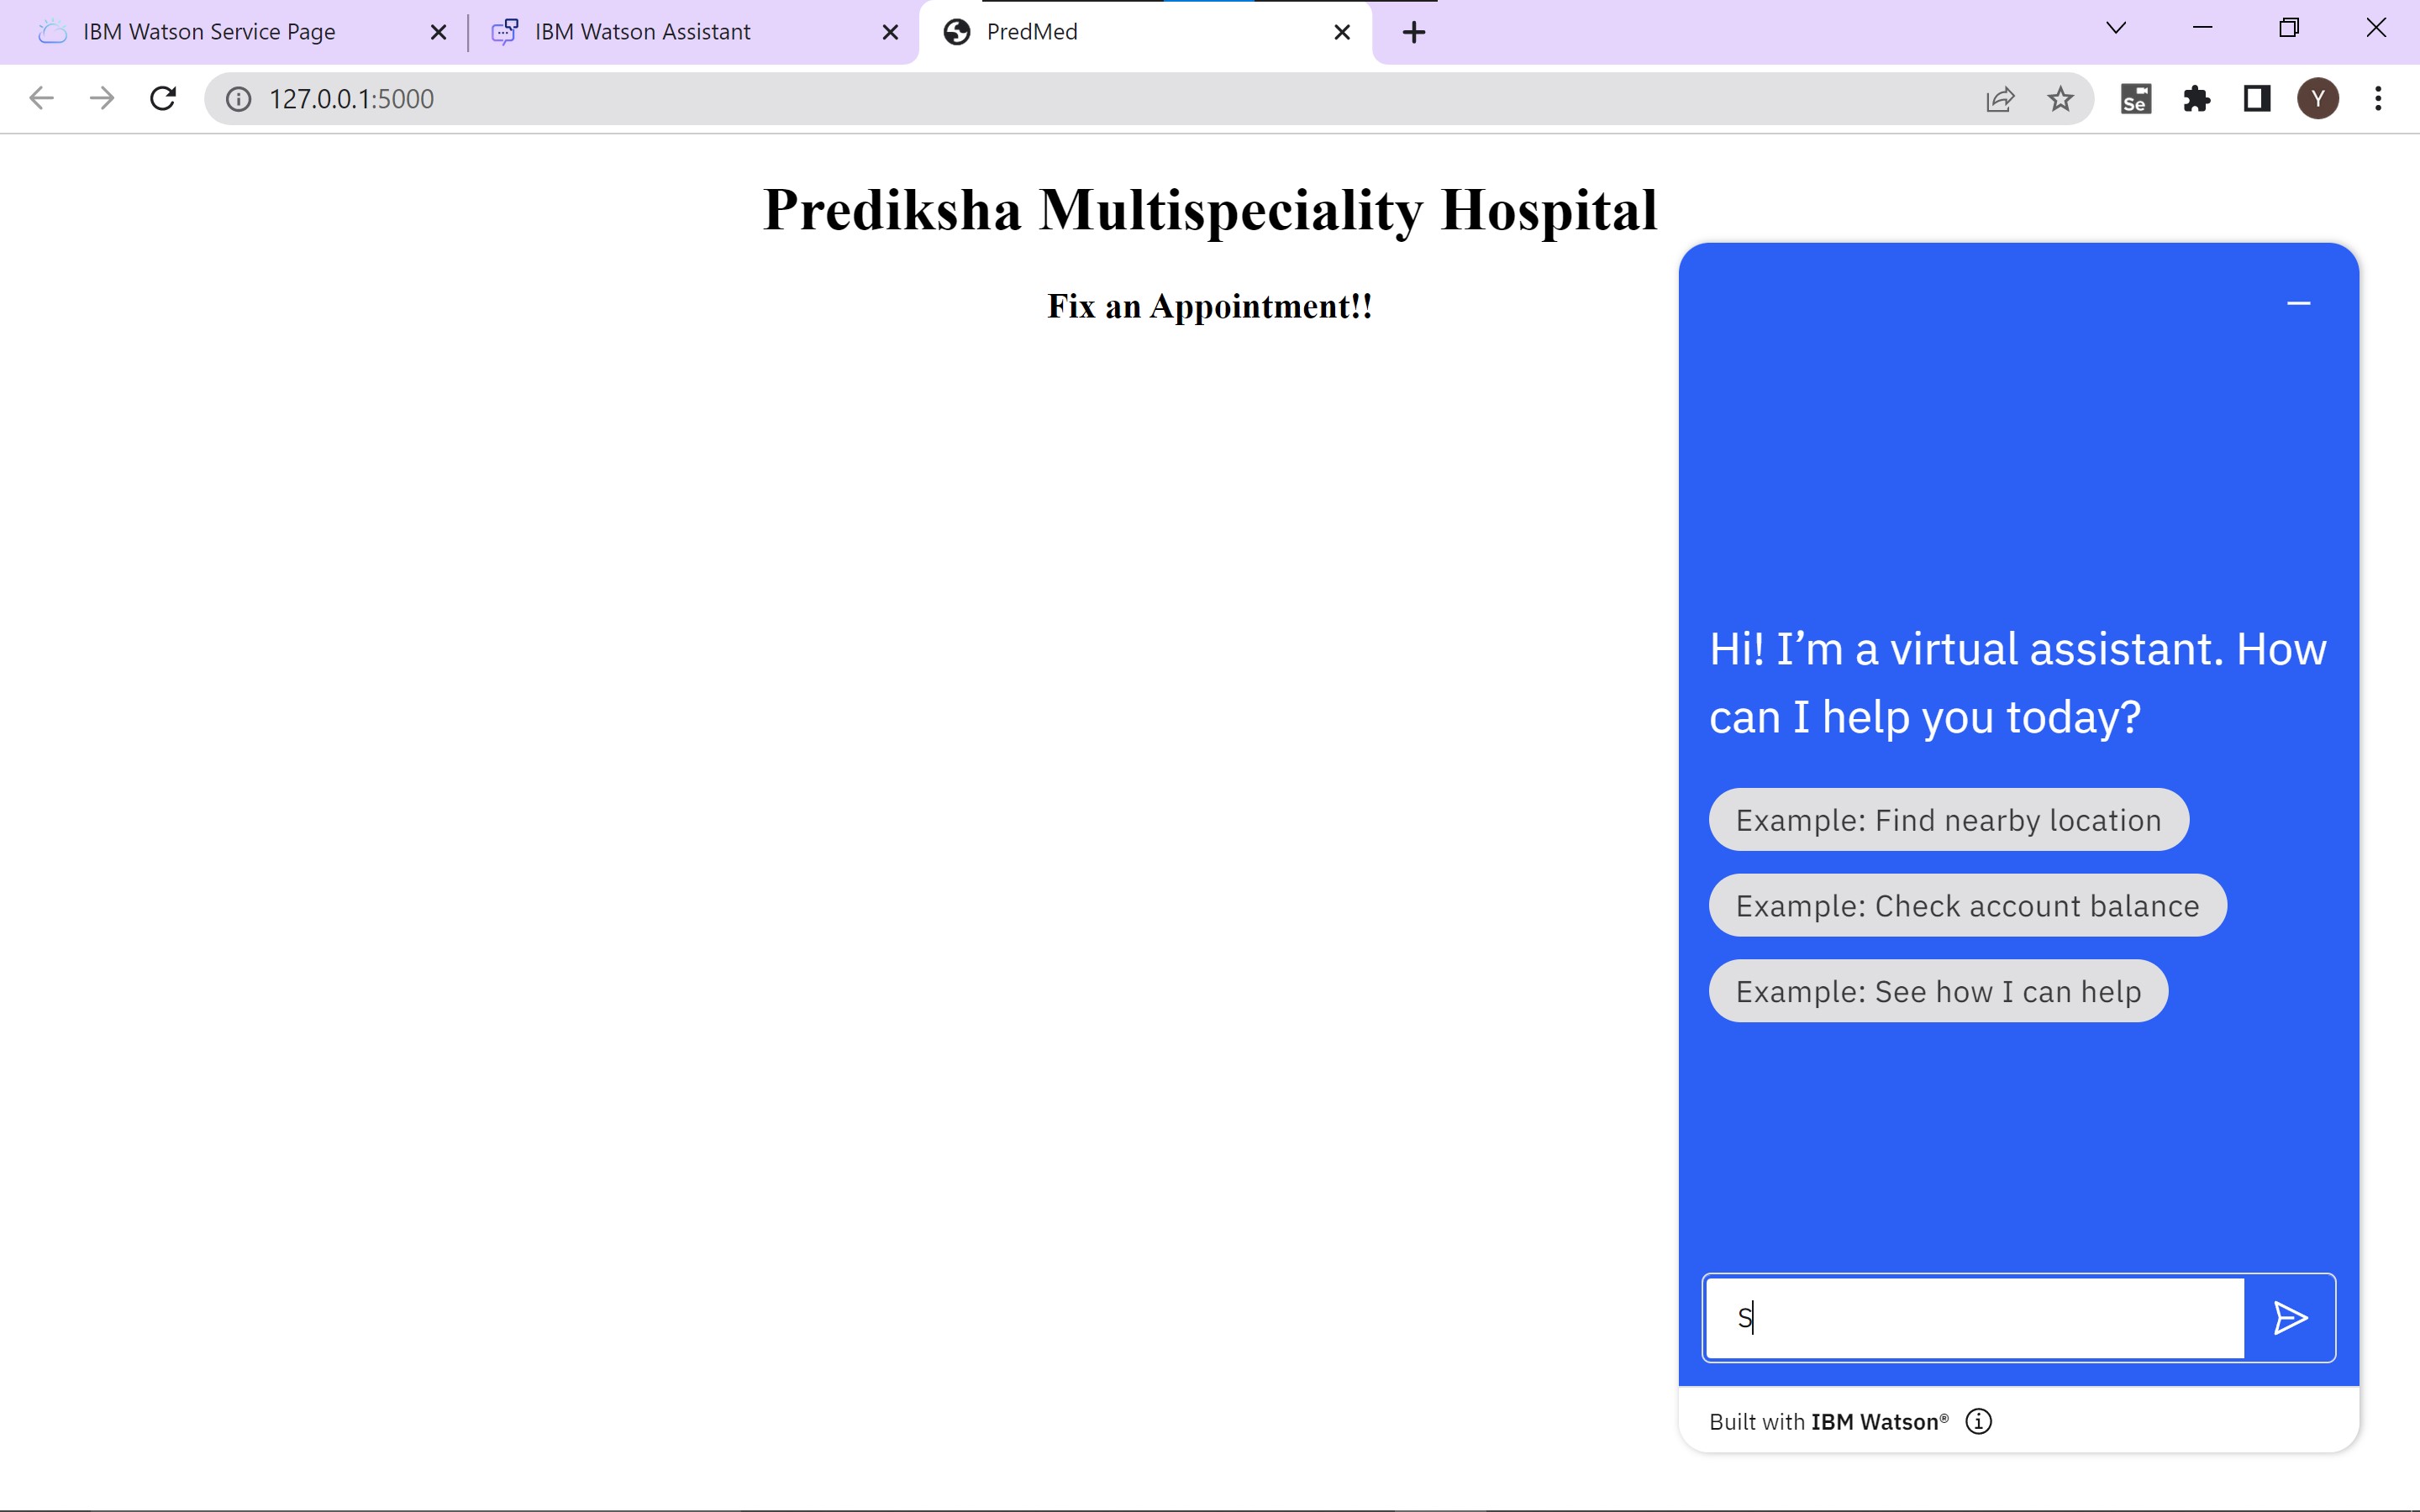 IBM Watson Service Page
IBM Watson Assistant
PredMed
127.0.0.1:5000
Se
Y
Prediksha Multispeciality Hospital
Fix an Appointment!!
Hi! I’m a virtual assistant. How
can I help you today?
Example: Find nearby location
Example: Check account balance
Example: See how I can help
S
Built with IBM Watson®